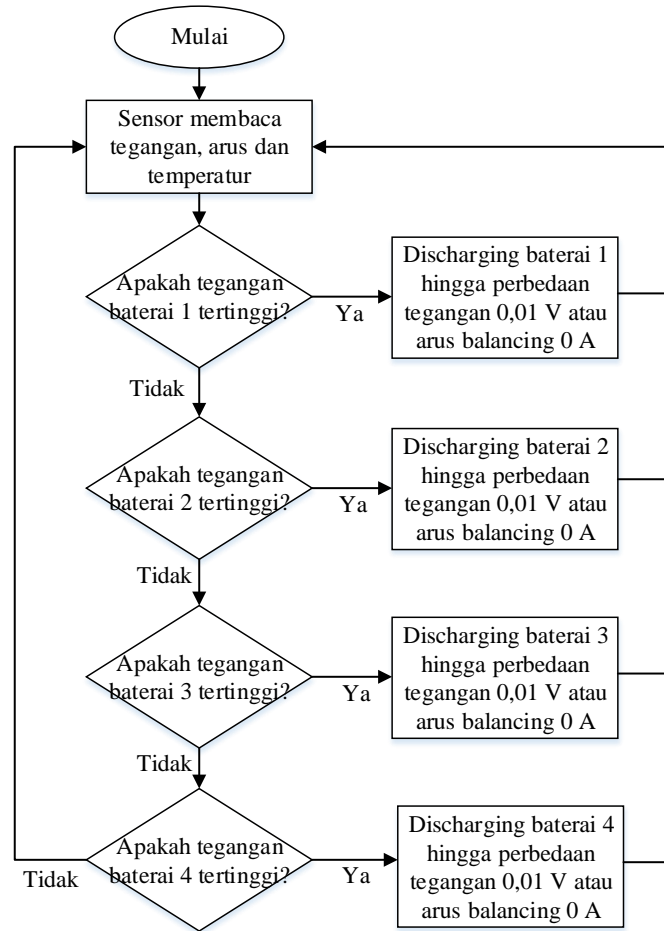 Mulai
Sensor membaca
tegangan, arus dan
temperatur
Apakah tegangan
baterai 1 tertinggi?
Ya
Discharging baterai 1
hingga perbedaan
tegangan 0,01 V atau
arus balancing 0 A
Tidak
Apakah tegangan
baterai 2 tertinggi?
Ya
Discharging baterai 2
hingga perbedaan
tegangan 0,01 V atau
arus balancing 0 A
Tidak
Apakah tegangan
baterai 3 tertinggi?
Ya
Discharging baterai 3
hingga perbedaan
tegangan 0,01 V atau
arus balancing 0 A
Tidak
Apakah tegangan
baterai 4 tertinggi?
Tidak
Ya
Discharging baterai 4
hingga perbedaan
tegangan 0,01 V atau
arus balancing 0 A